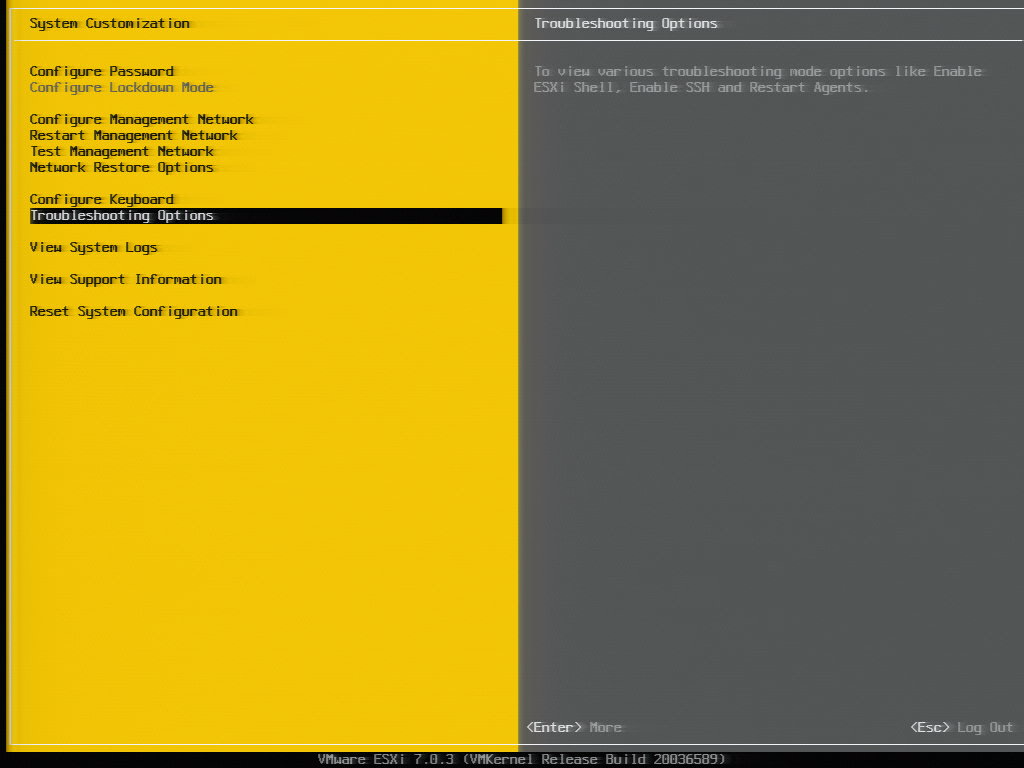 System Customization
Troubleshooting Options
Configure Password
Configure Lockdown Mode
Configure Management Network
Restart Management Network
Test Management Network
Network Restore Options
Configure Keyboard
Troubleshooting Options
View System Logs
View Support Information
Reset System Configuration
To view various troubleshooting mode options like Enable
ESXi Shell, Enable SSH and Restart Agents.
<Enter> More
<Esc> Log Out
VMware ESXi 7.0.3 (VMKernel Release Build 20036589)